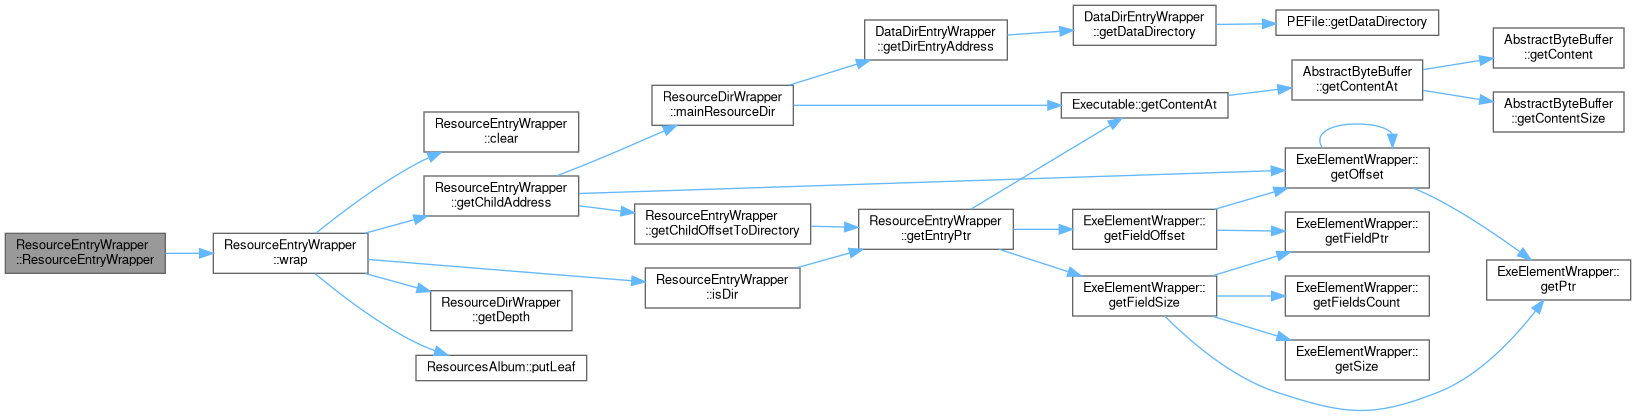 ResourceEntryWrapper
::ResourceEntryWrapper
ResourceEntryWrapper
::wrap
ResourceEntryWrapper
::clear
ResourceEntryWrapper
::getChildAddress
ResourceDirWrapper
::getDepth
ResourcesAlbum::putLeaf
ResourceDirWrapper
::mainResourceDir
ResourceEntryWrapper
::getChildOffsetToDirectory
ResourceEntryWrapper
::isDir
DataDirEntryWrapper
::getDirEntryAddress
ResourceEntryWrapper
::getEntryPtr
DataDirEntryWrapper
::getDataDirectory
Executable::getContentAt
ExeElementWrapper::
getFieldOffset
ExeElementWrapper::
getFieldSize
PEFile::getDataDirectory
AbstractByteBuffer
::getContentAt
ExeElementWrapper::
getOffset
ExeElementWrapper::
getFieldPtr
ExeElementWrapper::
getFieldsCount
ExeElementWrapper::
getSize
AbstractByteBuffer
::getContent
AbstractByteBuffer
::getContentSize
ExeElementWrapper::
getPtr